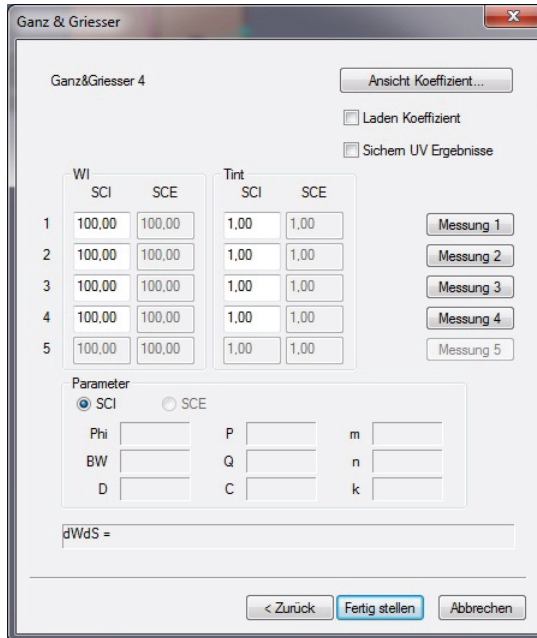 Ganz & Griesser
x
Ganz&Griesser 4
Ansicht Koeffizient...
Laden Koeffizient
Sichern UV Ergebnisse
WI Tint
SCI SCE SCI SCE
1 100,00 100,00 1,00 1,00 Messung 1
2 100,00 100,00 1,00 1,00 Messung 2
3 100,00 100,00 1,00 1,00 Messung 3
4 100,00 100,00 1,00 1,00 Messung 4
5 100,00 100,00 1,00 1,00 Messung 5
Parameter
SCI SCE
Phi P m
BW Q n
D C k
dWdS =
< Zurück Fertig stellen Abbrechen